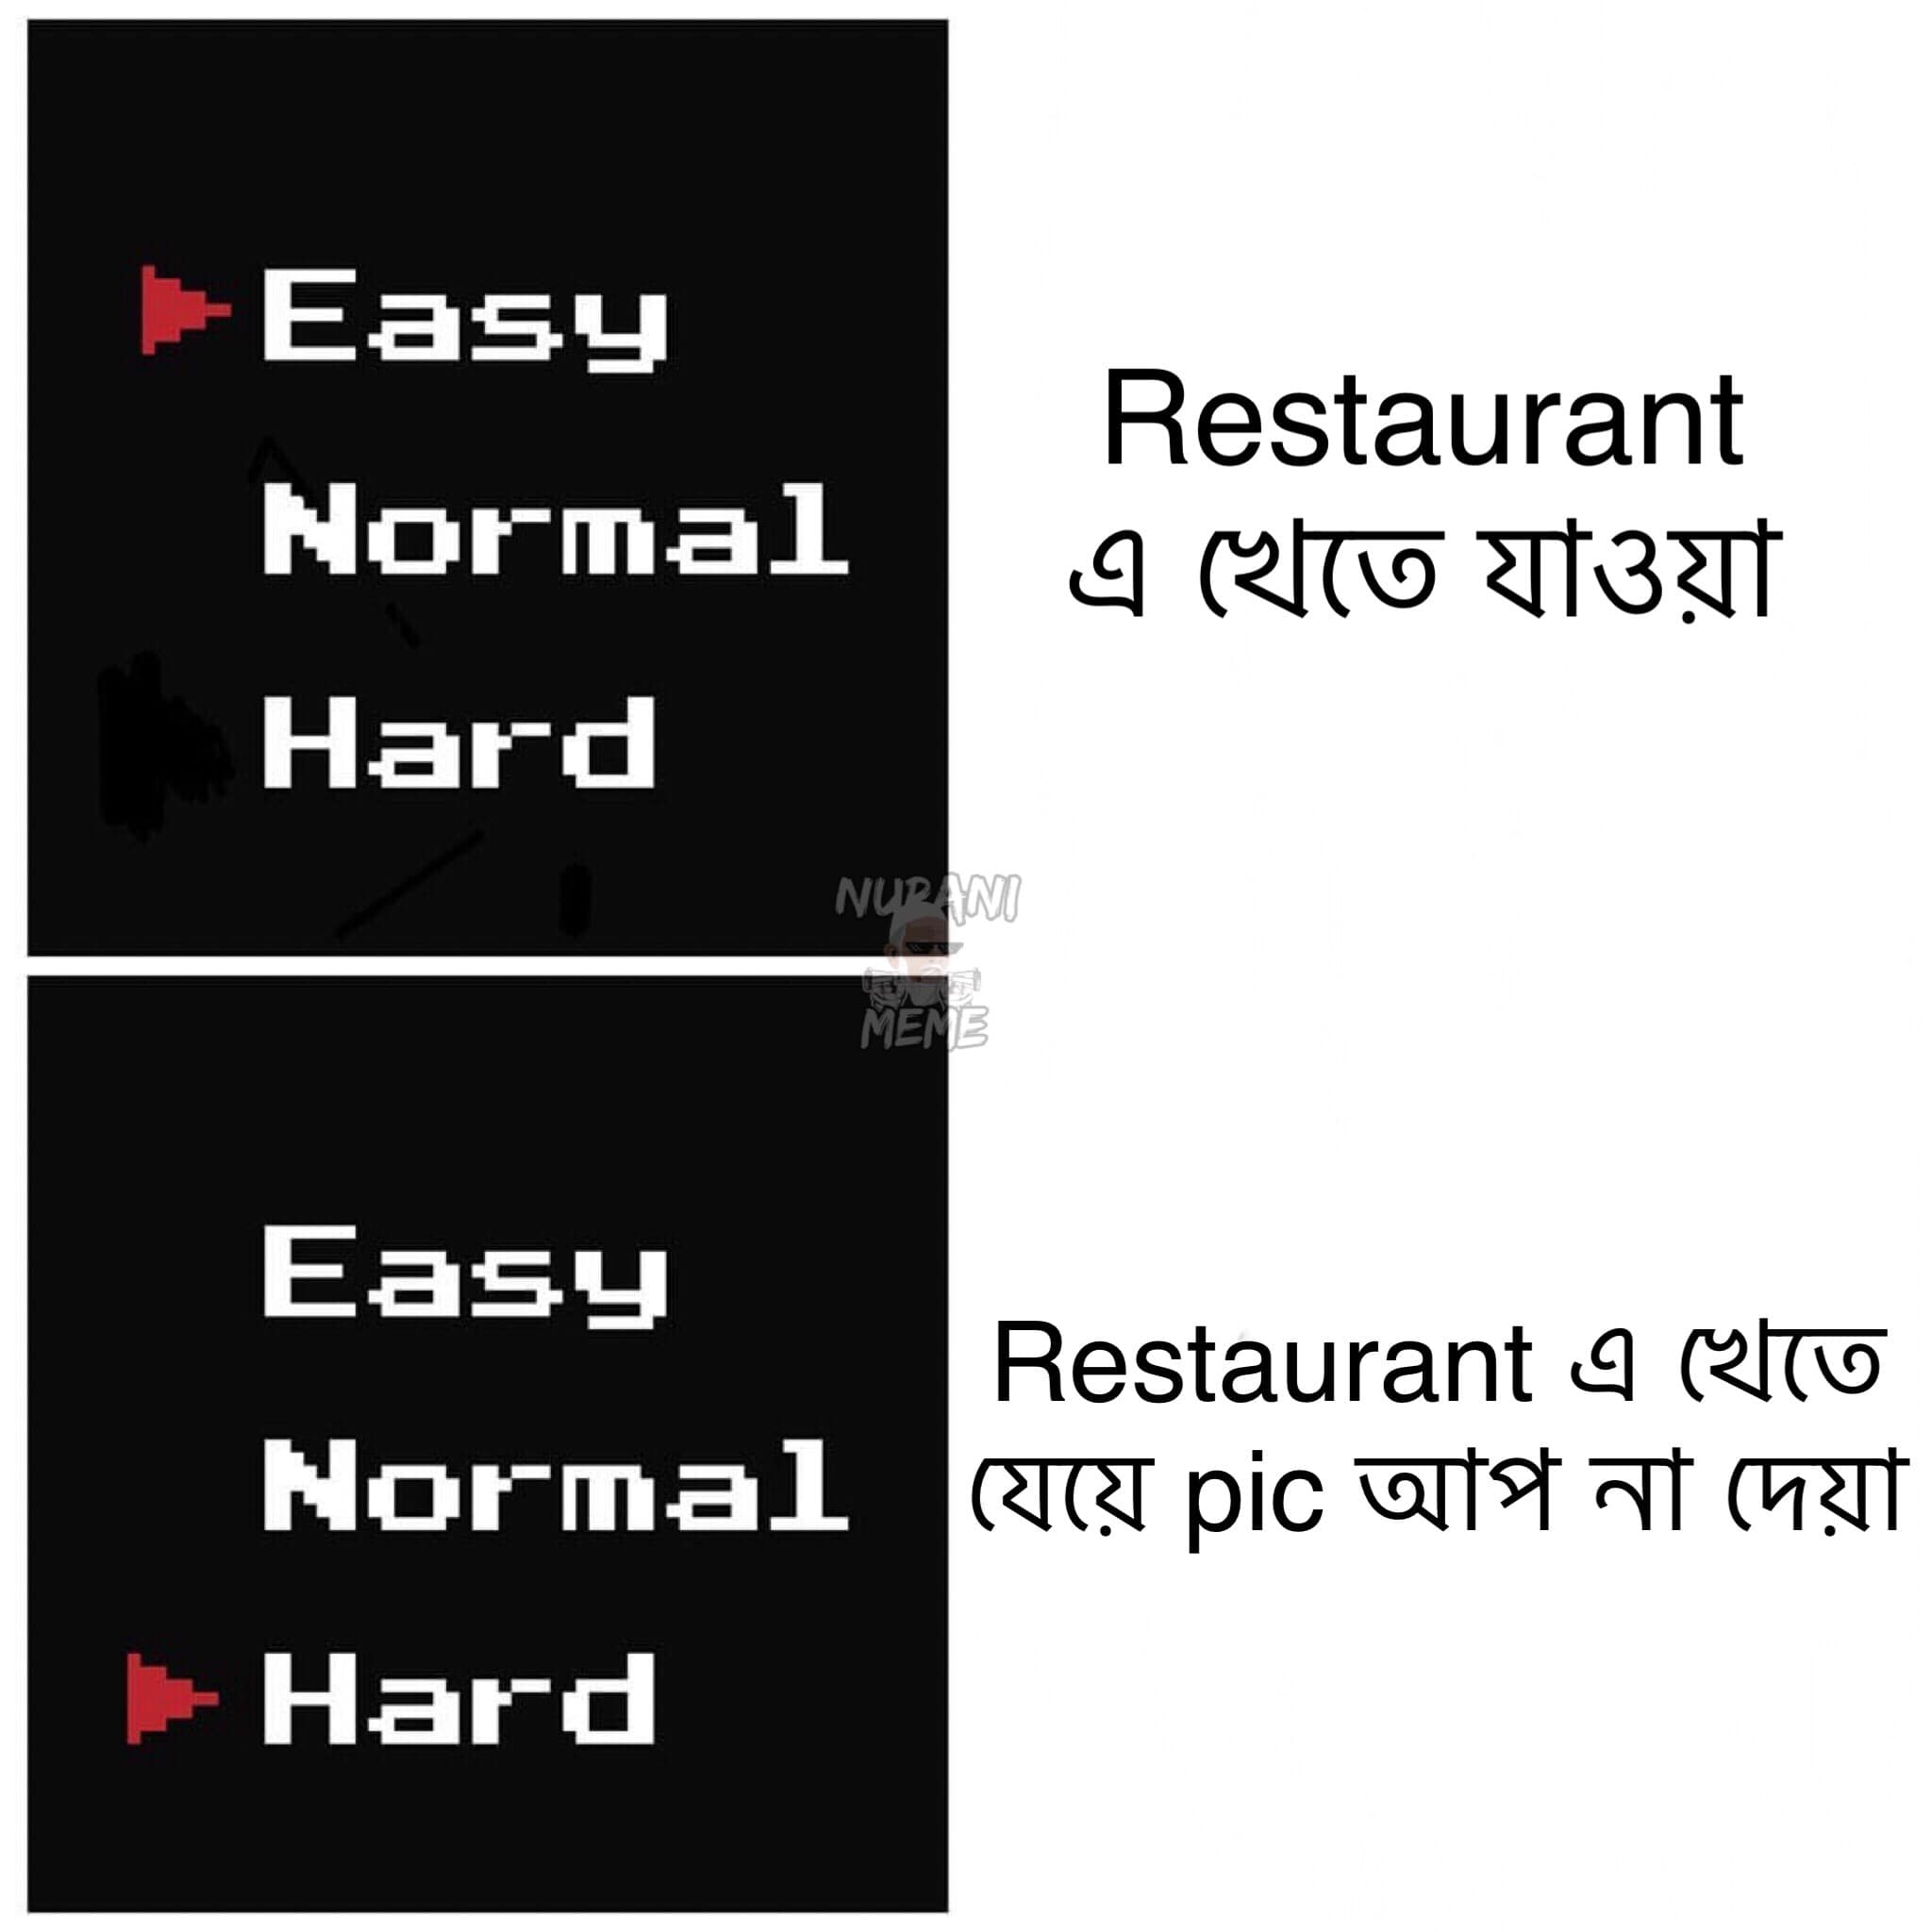 Easy
Normal
Hard
Restaurant
এ খেতে যাওয়া
NURANI
MEME
Easy
Normal
Hard
Restaurant এ খেতে
যেয়ে pic আপ না দেয়া